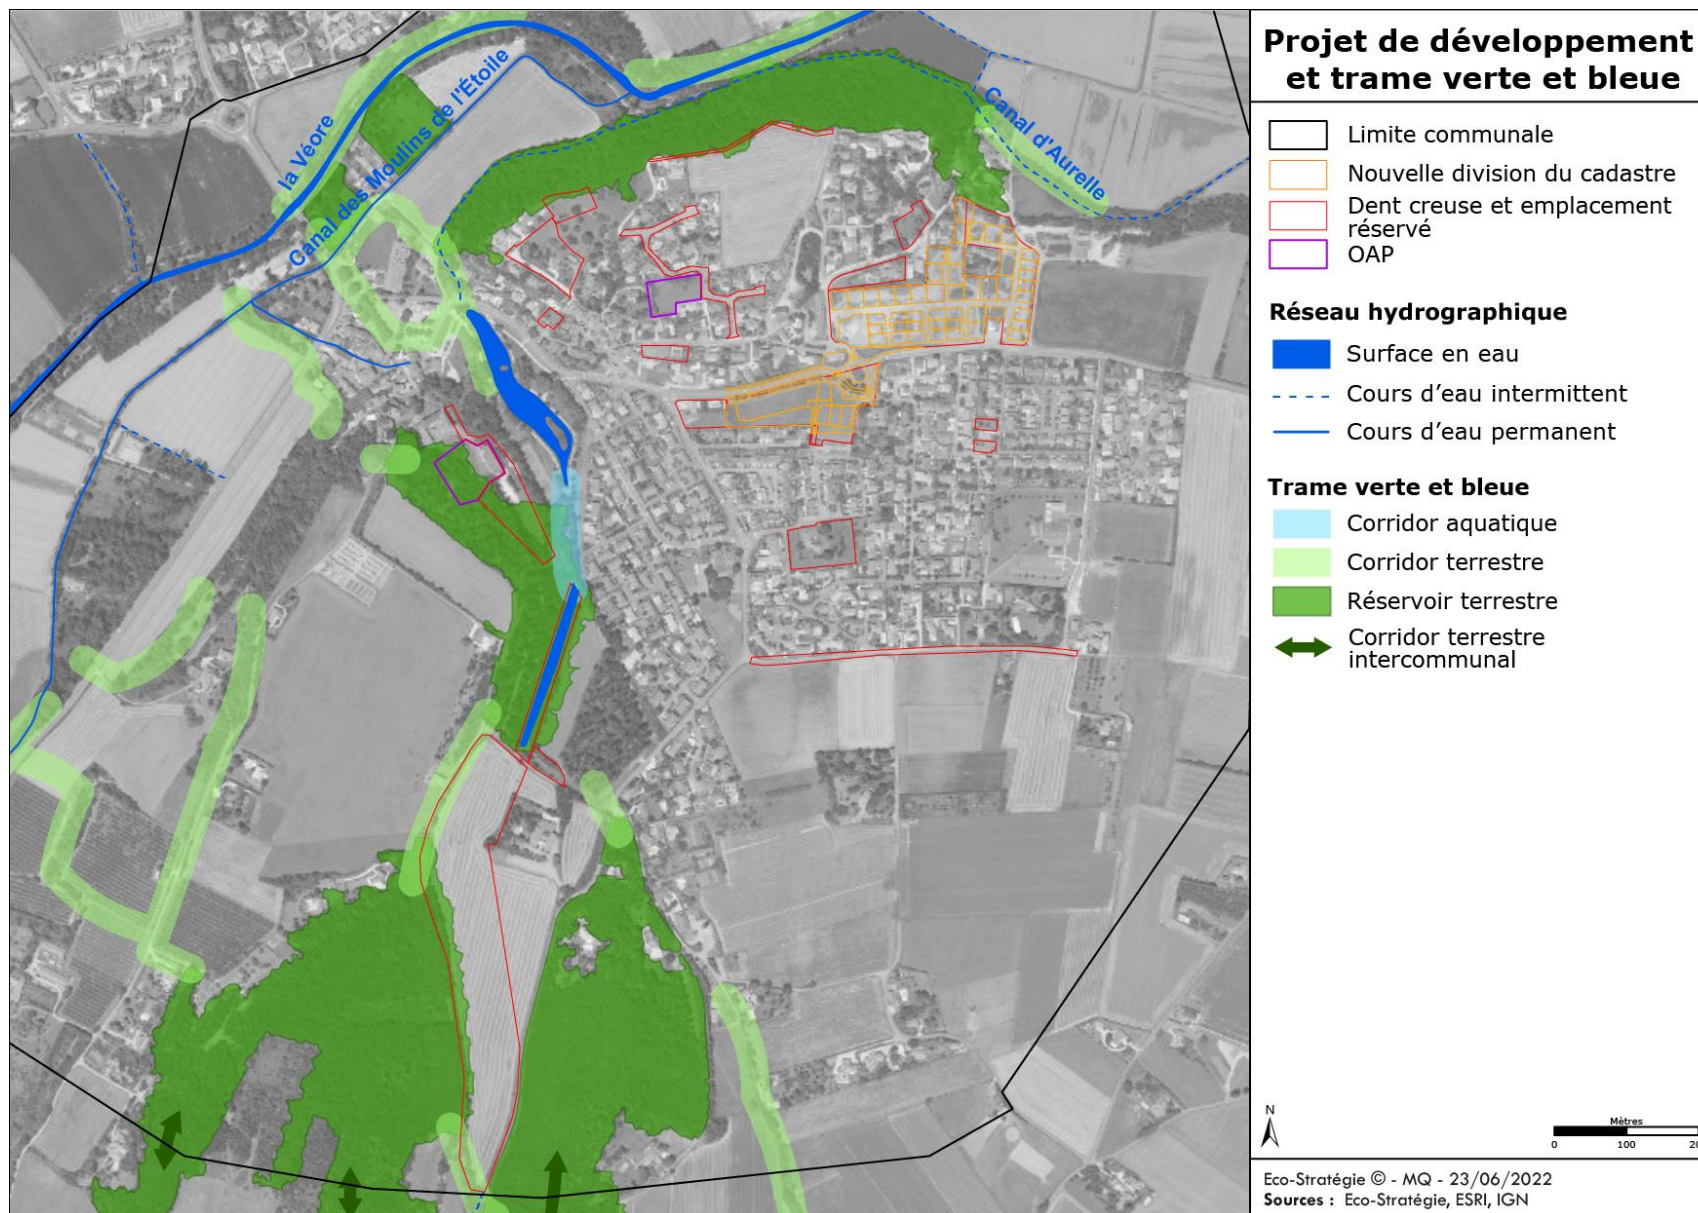 Projet de développement
et trame verte et bleue
Limite communale
Nouvelle division du cadastre
Dent creuse et emplacement
réservé
OAP
Réseau hydrographique
Surface en eau
Cours d'eau intermittent
Cours d'eau permanent
Trame verte et bleue
Corridor aquatique
Corridor terrestre
Réservoir terrestre
Corridor terrestre
intercommunal
la Véore
Canal des Moulins de l'Étoile
Canal d'Aurelle
N
Mètres
0 100 20
Eco-Stratégie © - MQ - 23/06/2022
Sources : Eco-Stratégie, ESRI, IGN